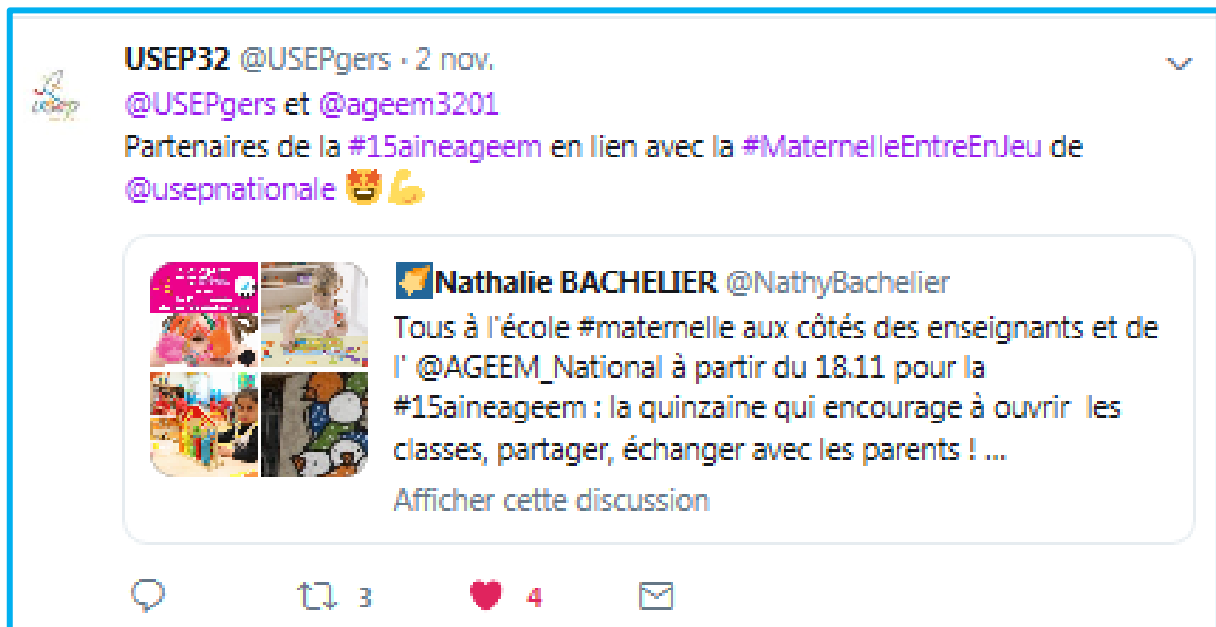 USEP32 @USEPgers · 2 nov.
@USEPgers et @ageem3201
Partenaires de la #15aineageem en lien avec la #MaternelleEntreEnJeu de
@usepnationale 🤩💪
Nathalie BACHELIER @NathyBachelier
Tous à l'école #maternelle aux côtés des enseignants et de
l' @AGEEM_National à partir du 18.11 pour la
#15aineageem : la quinzaine qui encourage à ouvrir les
classes, partager, échanger avec les parents ! ...
Afficher cette discussion
3 4